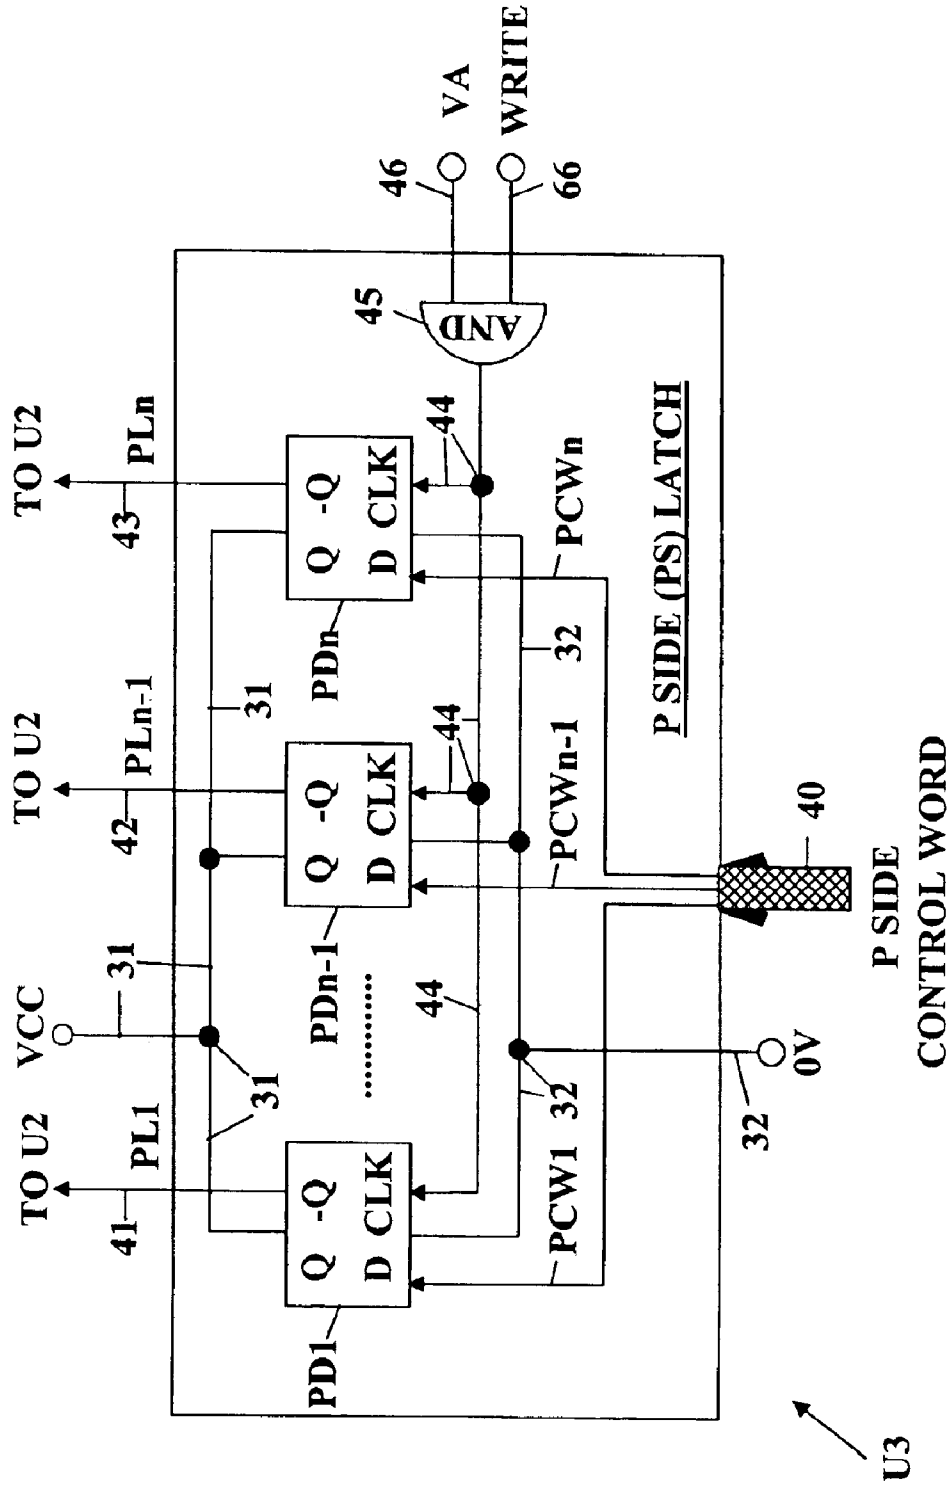 TO U2
VCC
TO U2
TO U2
41
PL1
31
42
PLn-1
43
PLn
31
31
31
Q
-Q
D
CLK
PD1
Q
-Q
D
CLK
PDn-1
Q
-Q
D
CLK
PDn
............
44
44
44
45
AND
46
VA
66
WRITE
PCW1
32
PCWn-1
32
PCWn
P SIDE (PS) LATCH
32
0V
40
P SIDE
CONTROL WORD
U3